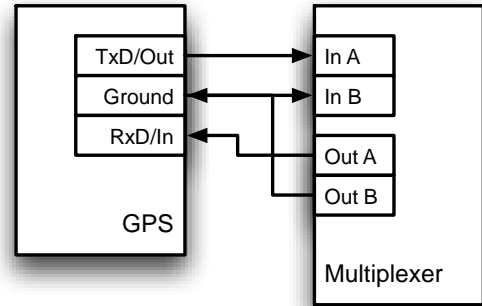 TxD/Out
Ground
RxD/In
GPS
In A
In B
Out A
Out B
Multiplexer